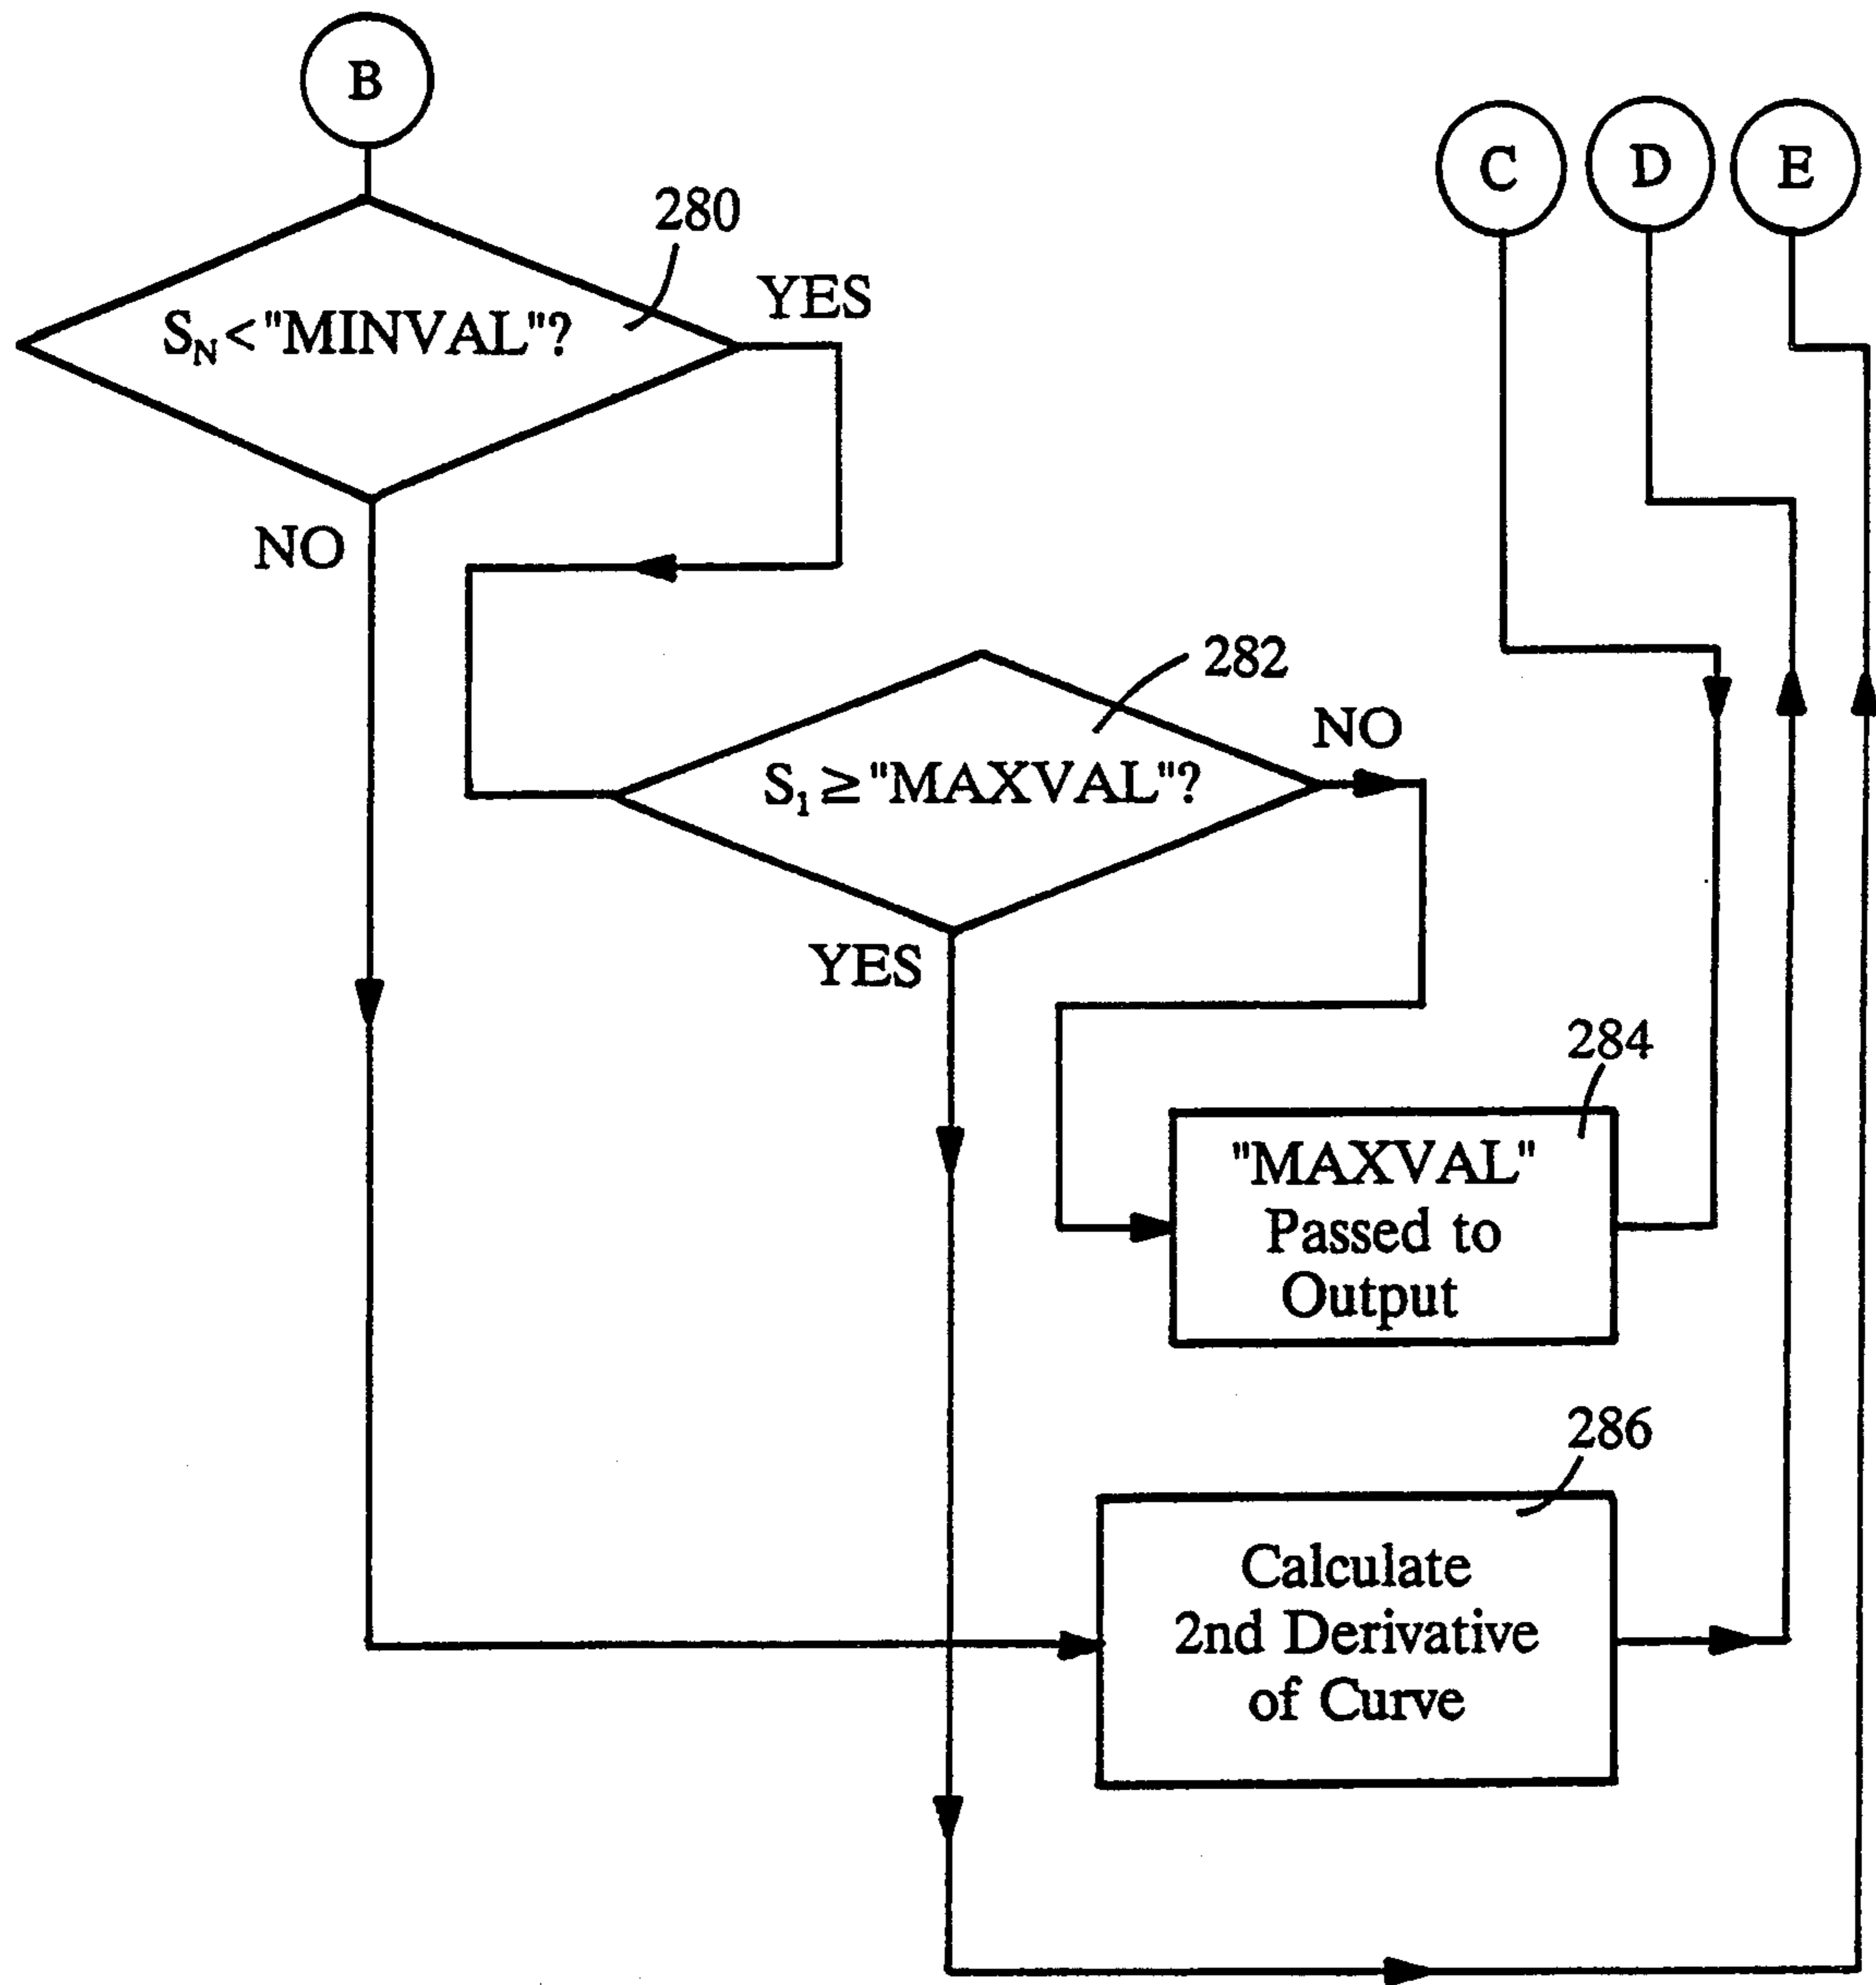 B
C
D
E
280
YES
S_N < "MINVAL"?
NO
282
NO
S_1 ≥ "MAXVAL"?
YES
284
"MAXVAL"
Passed to
Output
286
Calculate
2nd Derivative
of Curve